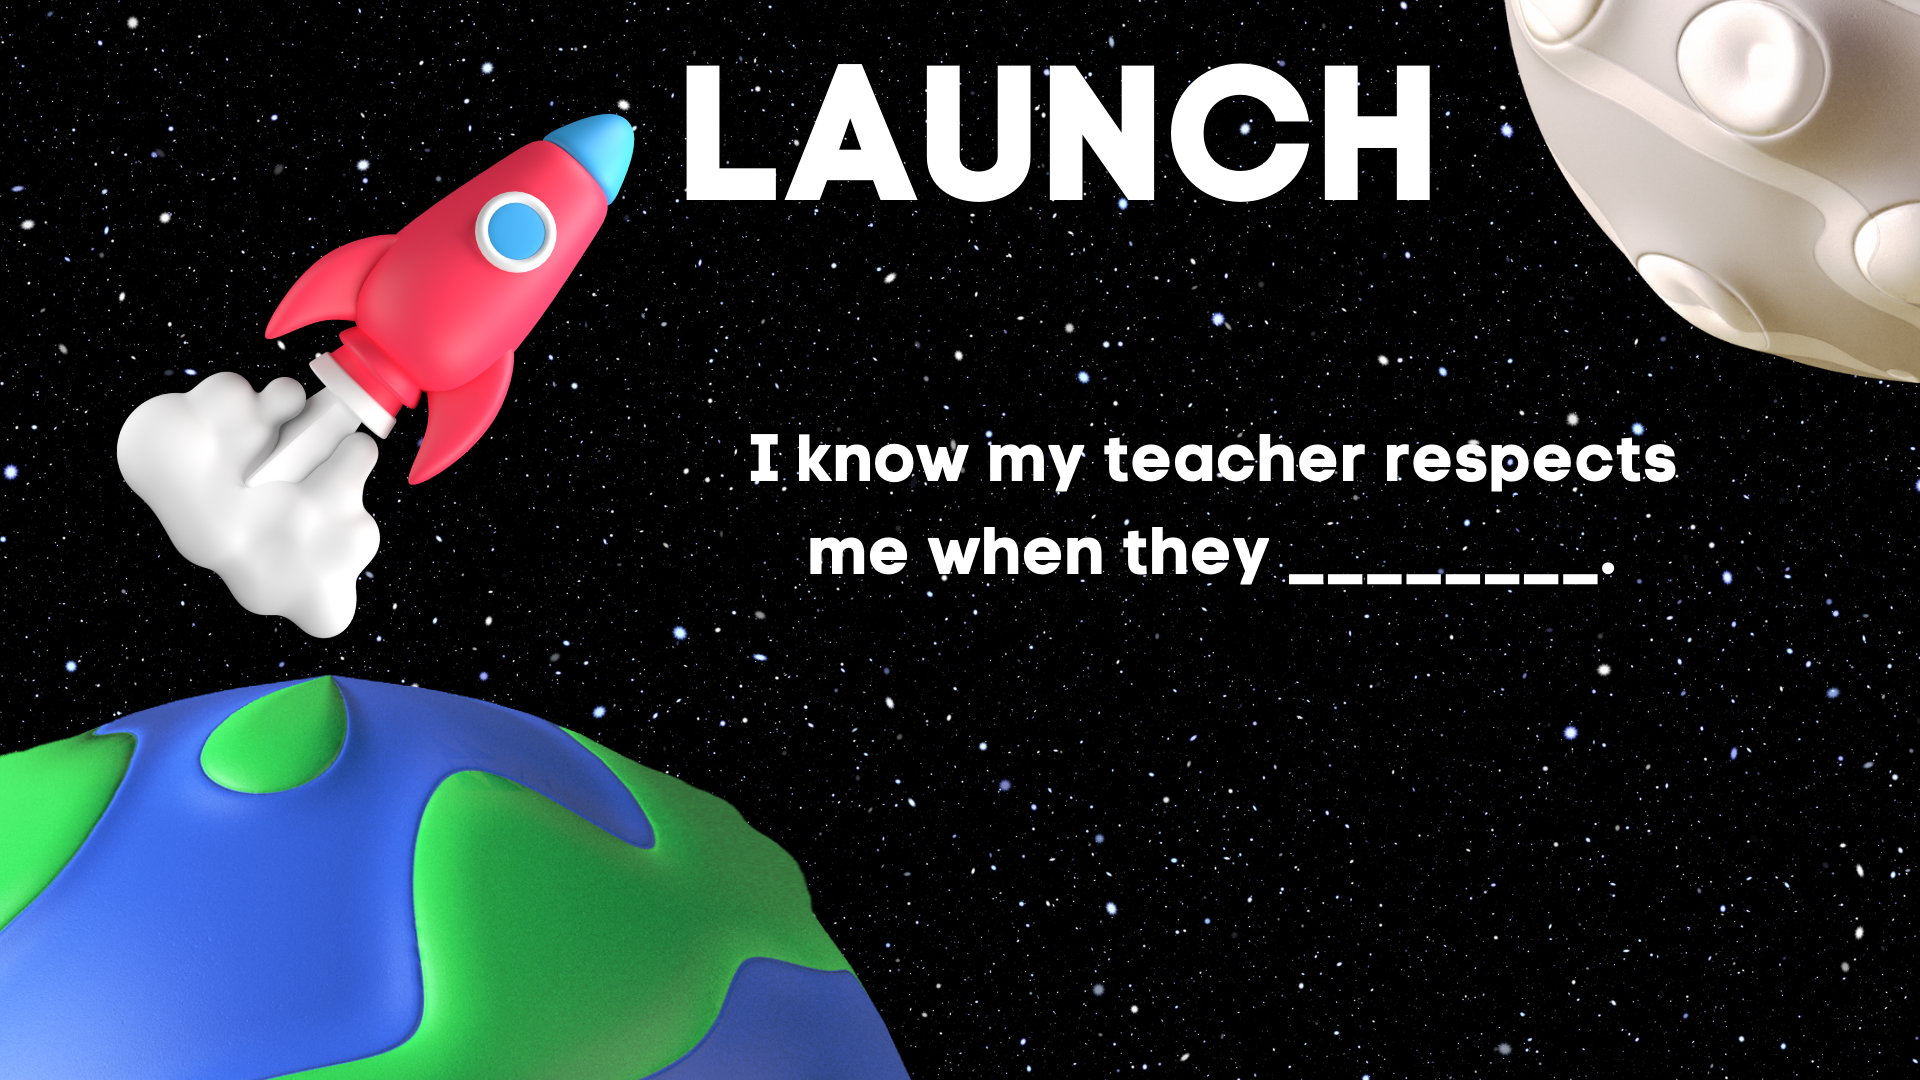 LAUNCH
I know my teacher respects
me when they ________.